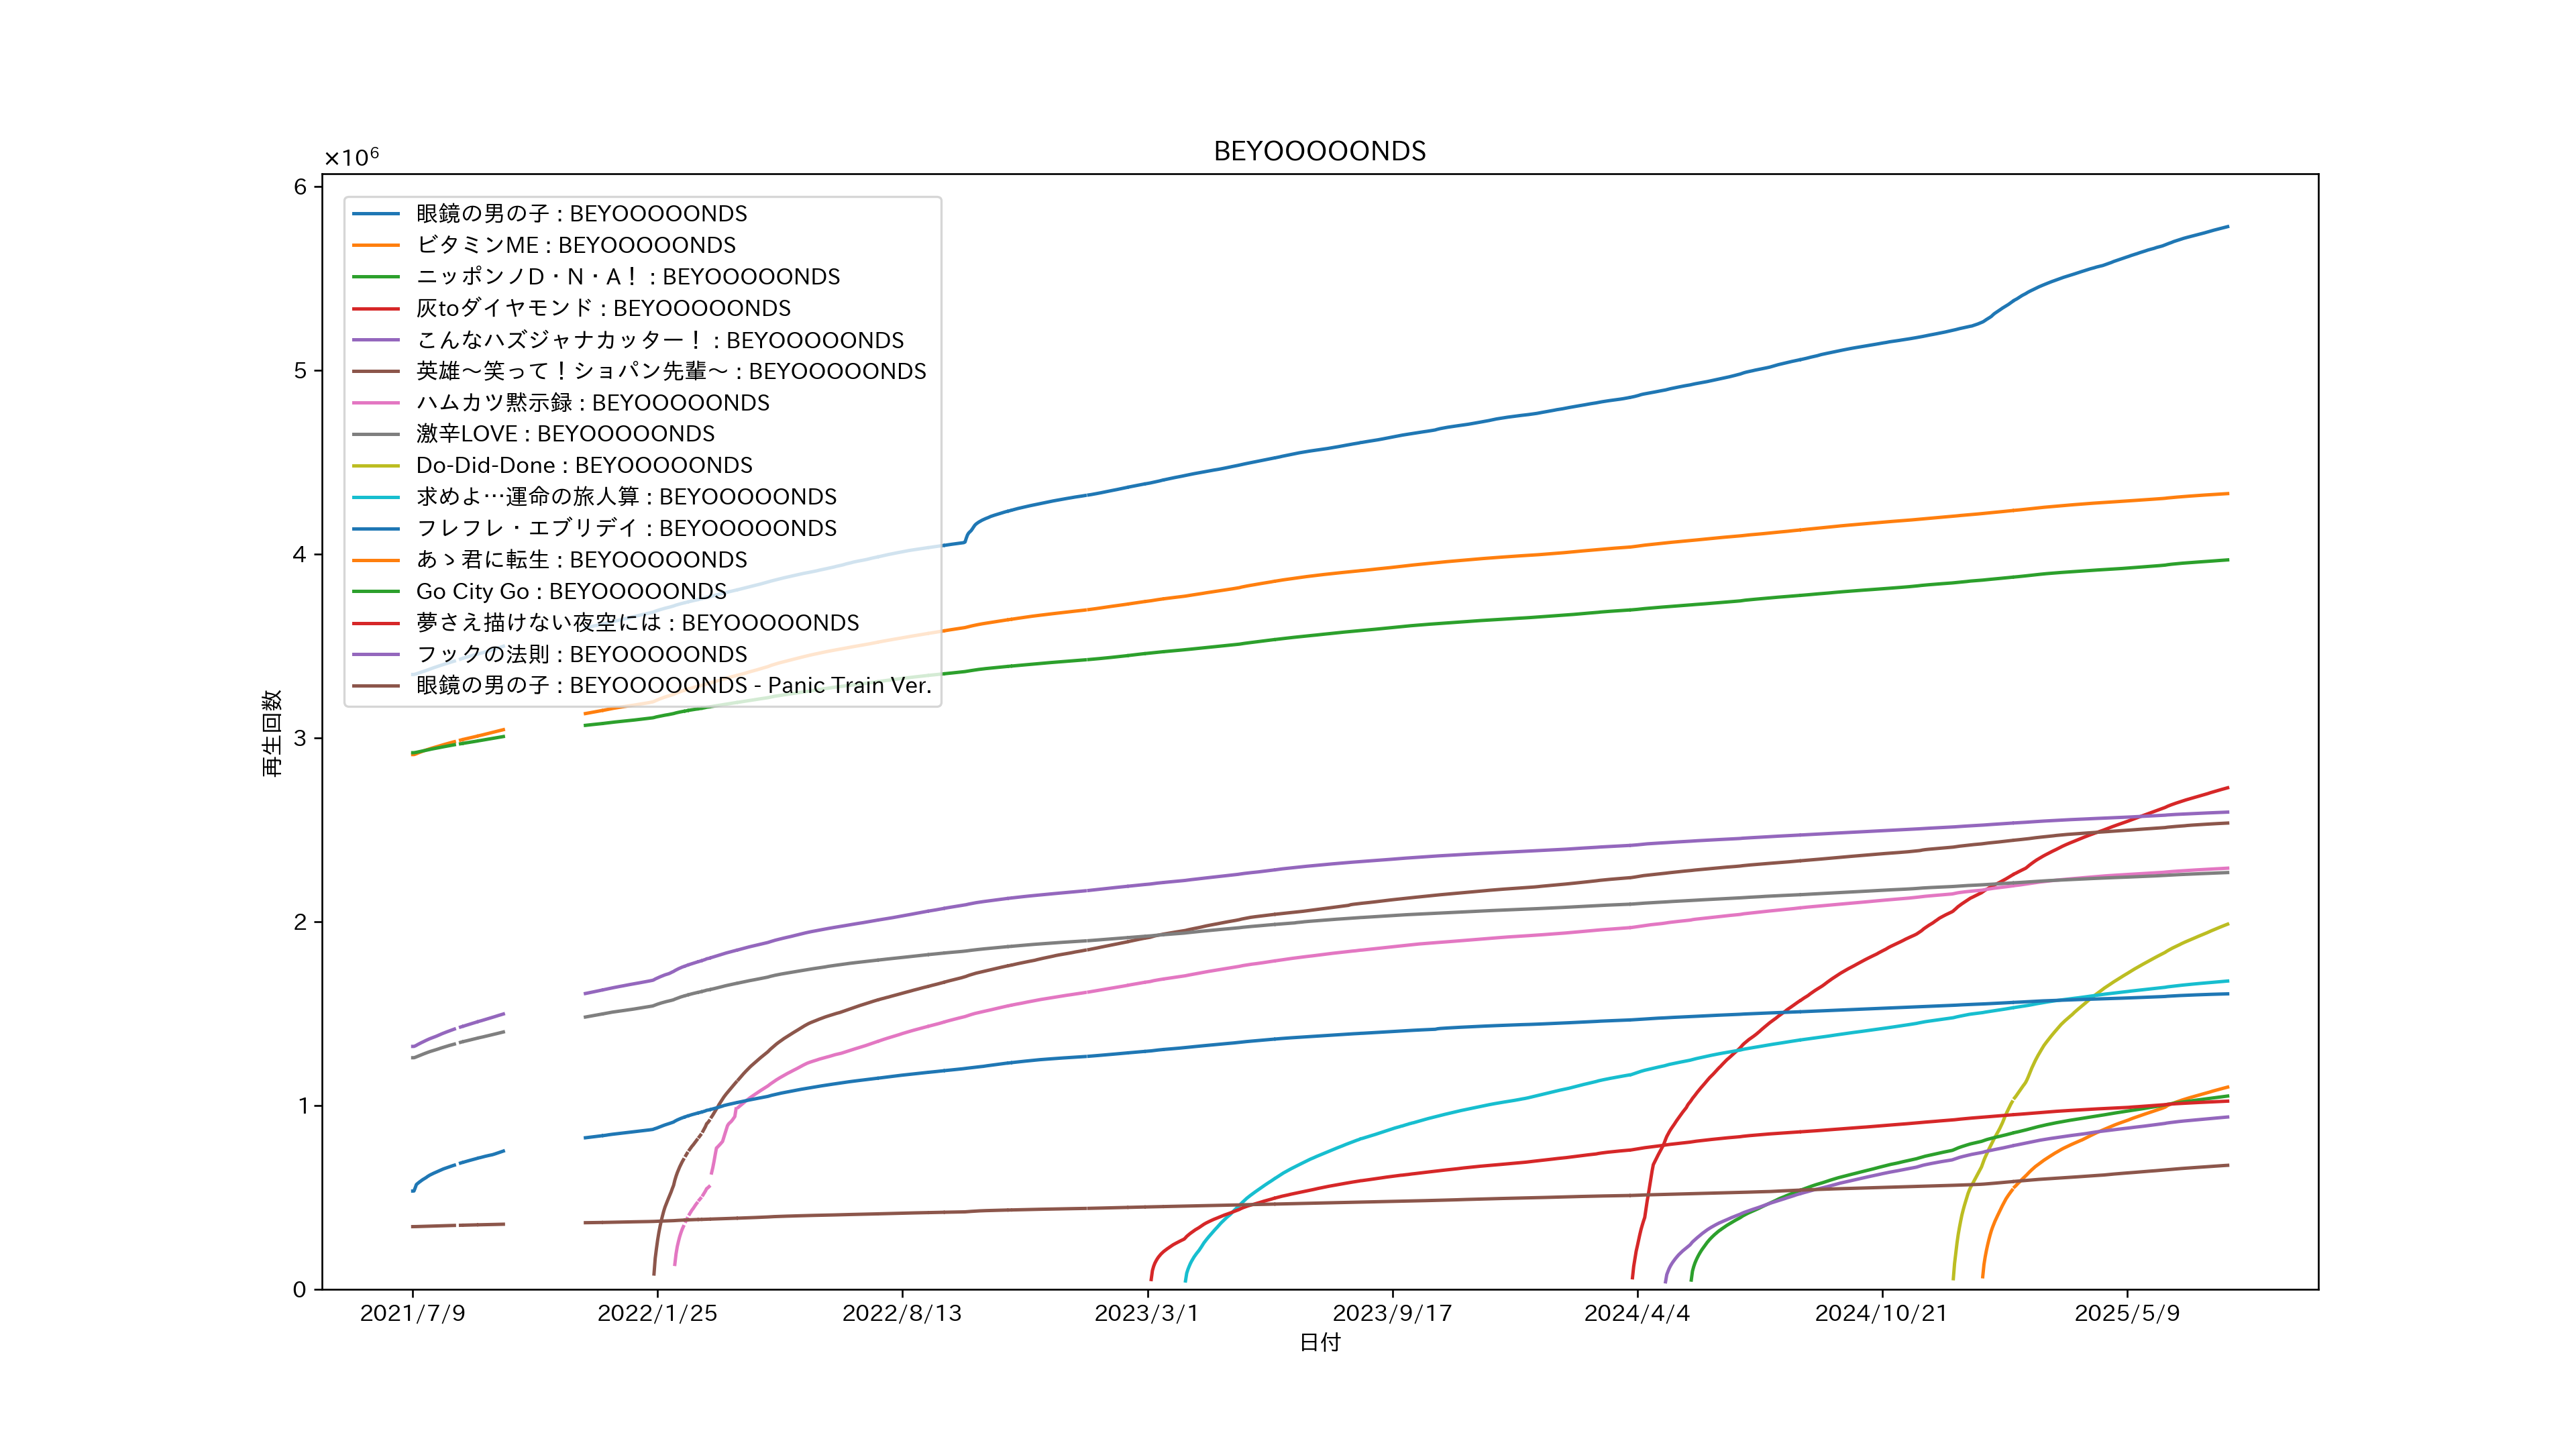 BEYOOOOONDS
×10⁶
6
5
4
3
2
1
0
再生回数
眼鏡の男の子 : BEYOOOOONDS
ビタミンME : BEYOOOOONDS
ニッポンノD・N・A！ : BEYOOOOONDS
灰toダイヤモンド : BEYOOOOONDS
こんなハズジャナカッター！ : BEYOOOOONDS
英雄～笑って！ショパン先輩～ : BEYOOOOONDS
ハムカツ黙示録 : BEYOOOOONDS
激辛LOVE : BEYOOOOONDS
Do-Did-Done : BEYOOOOONDS
求めよ…運命の旅人算 : BEYOOOOONDS
フレフレ・エブリデイ : BEYOOOOONDS
あゝ君に転生 : BEYOOOOONDS
Go City Go : BEYOOOOONDS
夢さえ描けない夜空には : BEYOOOOONDS
フックの法則 : BEYOOOOONDS
眼鏡の男の子 : BEYOOOOONDS - Panic Train Ver.
2021/7/9
2022/1/25
2022/8/13
2023/3/1
2023/9/17
2024/4/4
2024/10/21
2025/5/9
日付